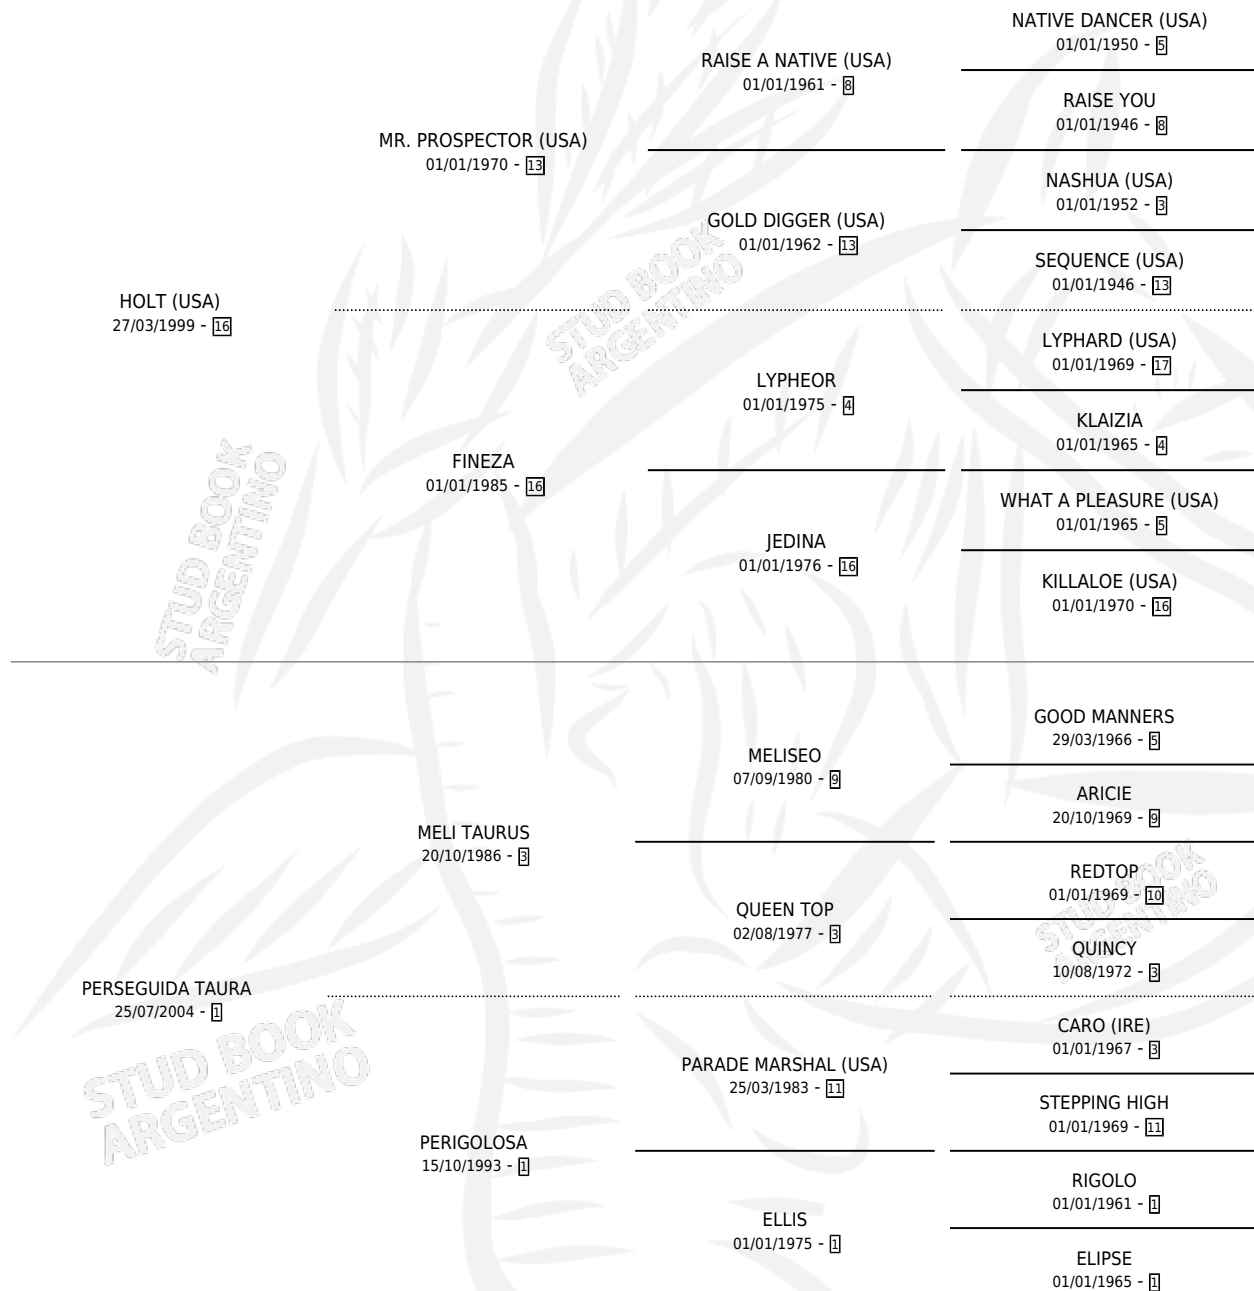 NATIVE DANCER (USA)
01/01/1950 - 5
RAISE A NATIVE (USA)
01/01/1961 - 8
RAISE YOU
01/01/1946 - 8
MR. PROSPECTOR (USA)
01/01/1970 - 13
NASHUA (USA)
01/01/1952 - 3
GOLD DIGGER (USA)
01/01/1962 - 13
SEQUENCE (USA)
01/01/1946 - 13
HOLT (USA)
27/03/1999 - 16
LYPHARD (USA)
01/01/1969 - 17
LYPHEOR
01/01/1975 - 4
KLAIZIA
01/01/1965 - 4
FINEZA
01/01/1985 - 16
WHAT A PLEASURE (USA)
01/01/1965 - 5
JEDINA
01/01/1976 - 16
KILLALOE (USA)
01/01/1970 - 16
GOOD MANNERS
29/03/1966 - 5
MELISEO
07/09/1980 - 9
ARICIE
20/10/1969 - 9
MELI TAURUS
20/10/1986 - 3
REDTOP
01/01/1969 - 10
QUEEN TOP
02/08/1977 - 3
QUINCY
10/08/1972 - 3
PERSEGUIDA TAURA
25/07/2004 - 1
CARO (IRE)
01/01/1967 - 3
PARADE MARSHAL (USA)
25/03/1983 - 11
STEPPING HIGH
01/01/1969 - 11
PERIGOLOSA
15/10/1993 - 1
RIGOLO
01/01/1961 - 1
ELLIS
01/01/1975 - 1
ELIPSE
01/01/1965 - 1
STUD BOOK
ARGENTINO
STUD BOOK
ARGENTINO
STUD BOOK
ARGENTINO
STUD BOOK
ARGENTINO